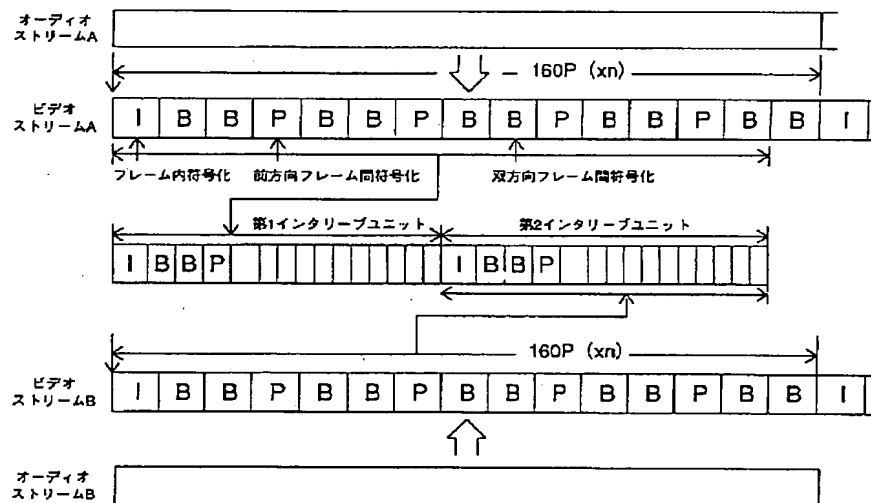 オーディオ
ストリームA
160P (xn)
ビデオ
ストリームA
I B B P B B P B B P B B P B B I
フレーム内符号化 前方向フレーム間符号化 双方向フレーム間符号化
第1インタリーブユニット 第2インタリーブユニット
I B B P I B B P
160P (xn)
ビデオ
ストリームB
I B B P B B P B B P B B P B B I
オーディオ
ストリームB